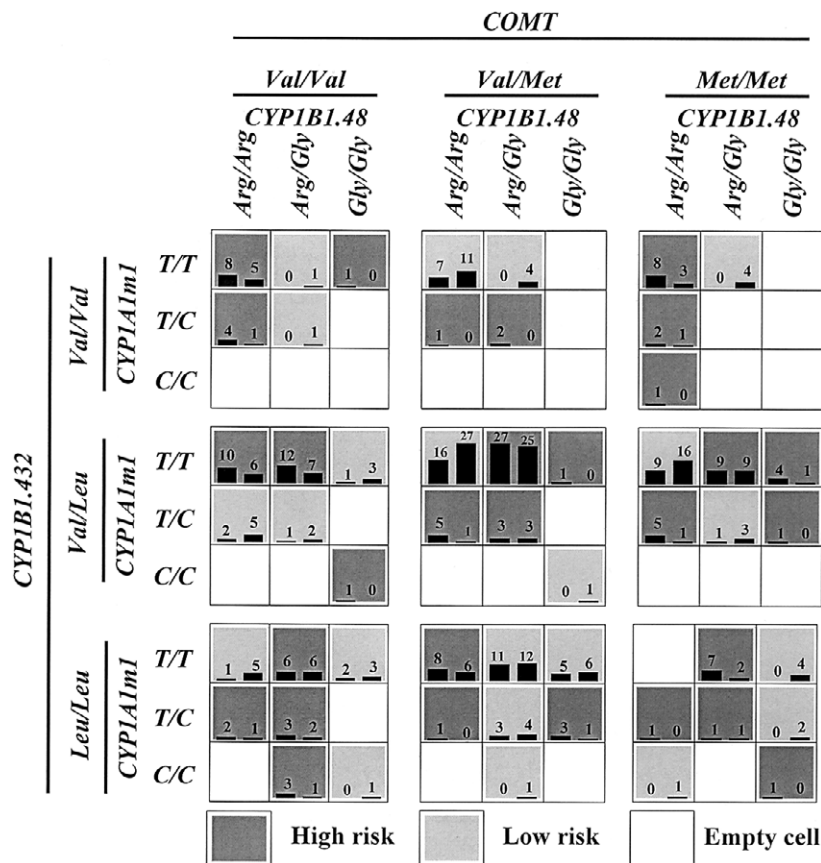 COMT
Val/Val Val/Met Met/Met
CYP1B1.48 CYP1B1.48 CYP1B1.48
Arg/Arg Arg/Gly Gly/Gly Arg/Arg Arg/Gly Gly/Gly Arg/Arg Arg/Gly Gly/Gly
CYP1B1.432
Val/Val
CYP1A1m1
T/T 8 5 0 1 1 0 7 11 0 4 8 3 0 4
T/C 4 1 0 1 1 0 2 0 2 1
C/C 1 0
Val/Leu
CYP1A1m1
T/T 10 6 12 7 1 3 16 27 27 25 1 0 9 16 9 9 4 1
T/C 2 5 1 2 5 1 3 3 5 1 1 3 1 0
C/C 1 0 0 1
Leu/Leu
CYP1A1m1
T/T 1 5 6 6 2 3 8 6 11 12 5 6 7 2 0 4
T/C 2 1 3 2 1 0 3 4 3 1 1 0 1 1 0 2
C/C 3 1 0 1 0 1 0 1 1 0
High risk Low risk Empty cell